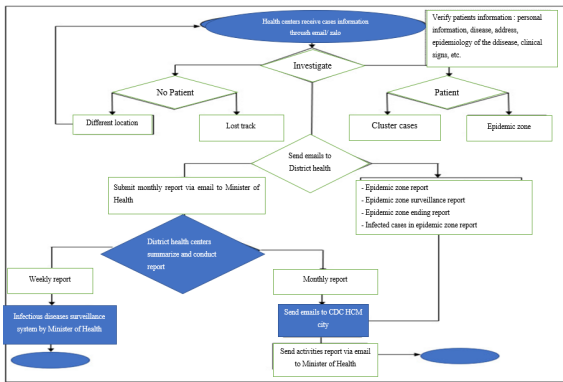 Health centers receive cases information
through email/ zalo
Verify patients information : personal
information, disease, address,
epidemiology of the ddisease, clinical
signs, etc.
Investigate
No Patient
Patient
Different location
Lost track
Cluster cases
Epidemic zone
Send emails to
District health
Submit monthly report via email to Minister of
Health
- Epidemic zone report
- Epidemic zone surveillance report
- Epidemic zone ending report
- Infected cases in epidemic zone report
District health centers
summarize and conduct
report
Weekly report
Monthly report
Infectious diseases surveillance
system by Minister of Health
Send emails to CDC HCM
city
Send activities report via email
to Minister of Health